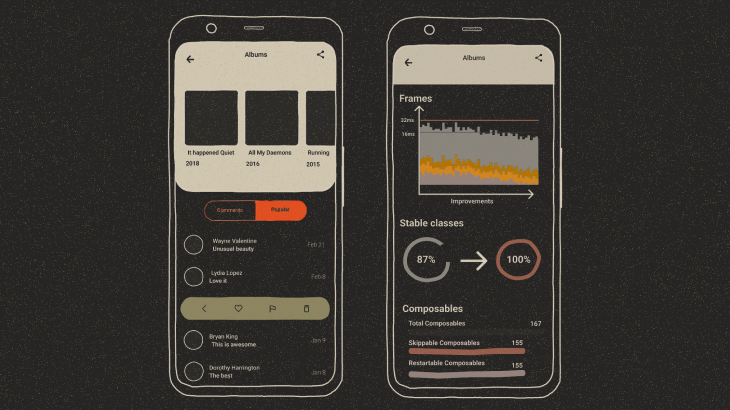 Albums
It happened Quiet
2018
All My Daemons
2016
Running
2015
Comments
Popular
Wayne Valentine
Unusual beauty
Feb 21
Lydia Lopez
Love it
Feb 8
Bryan King
This is awesome
Jan 9
Dorothy Harrington
The best
Jan 8
Albums
Frames
32ms
16ms
Improvements
Stable classes
87%
100%
Composables
Total Composables 167
Skippable Composables 155
Restartable Composables 155